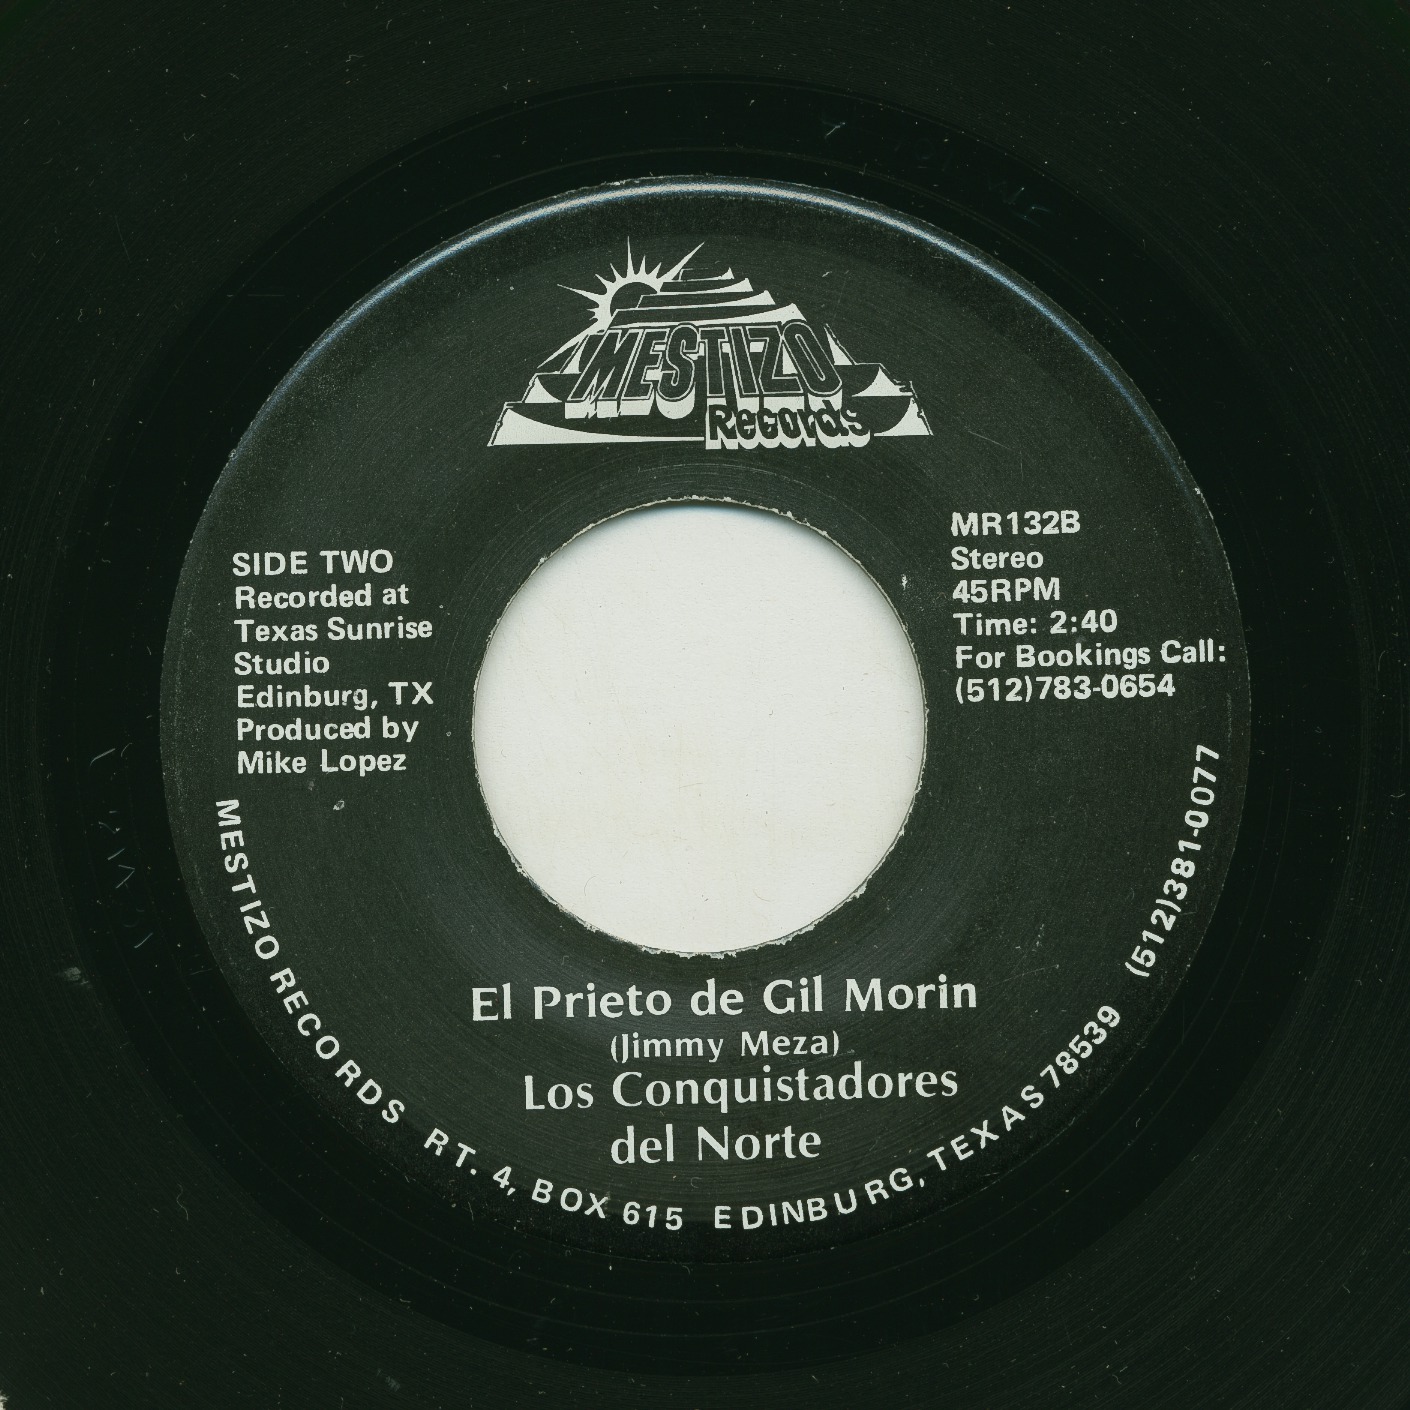 MESTIZO
Records
SIDE TWO
Recorded at
Texas Sunrise
Studio
Edinburg, TX
Produced by
Mike Lopez
MR132B
Stereo
45RPM
Time: 2:40
For Bookings Call:
(512)783-0654
El Prieto de Gil Morin
(Jimmy Meza)
Los Conquistadores
del Norte
MESTIZO RECORDS RT. 4, BOX 615 EDINBURG, TEXAS 78539 (512)381-0077